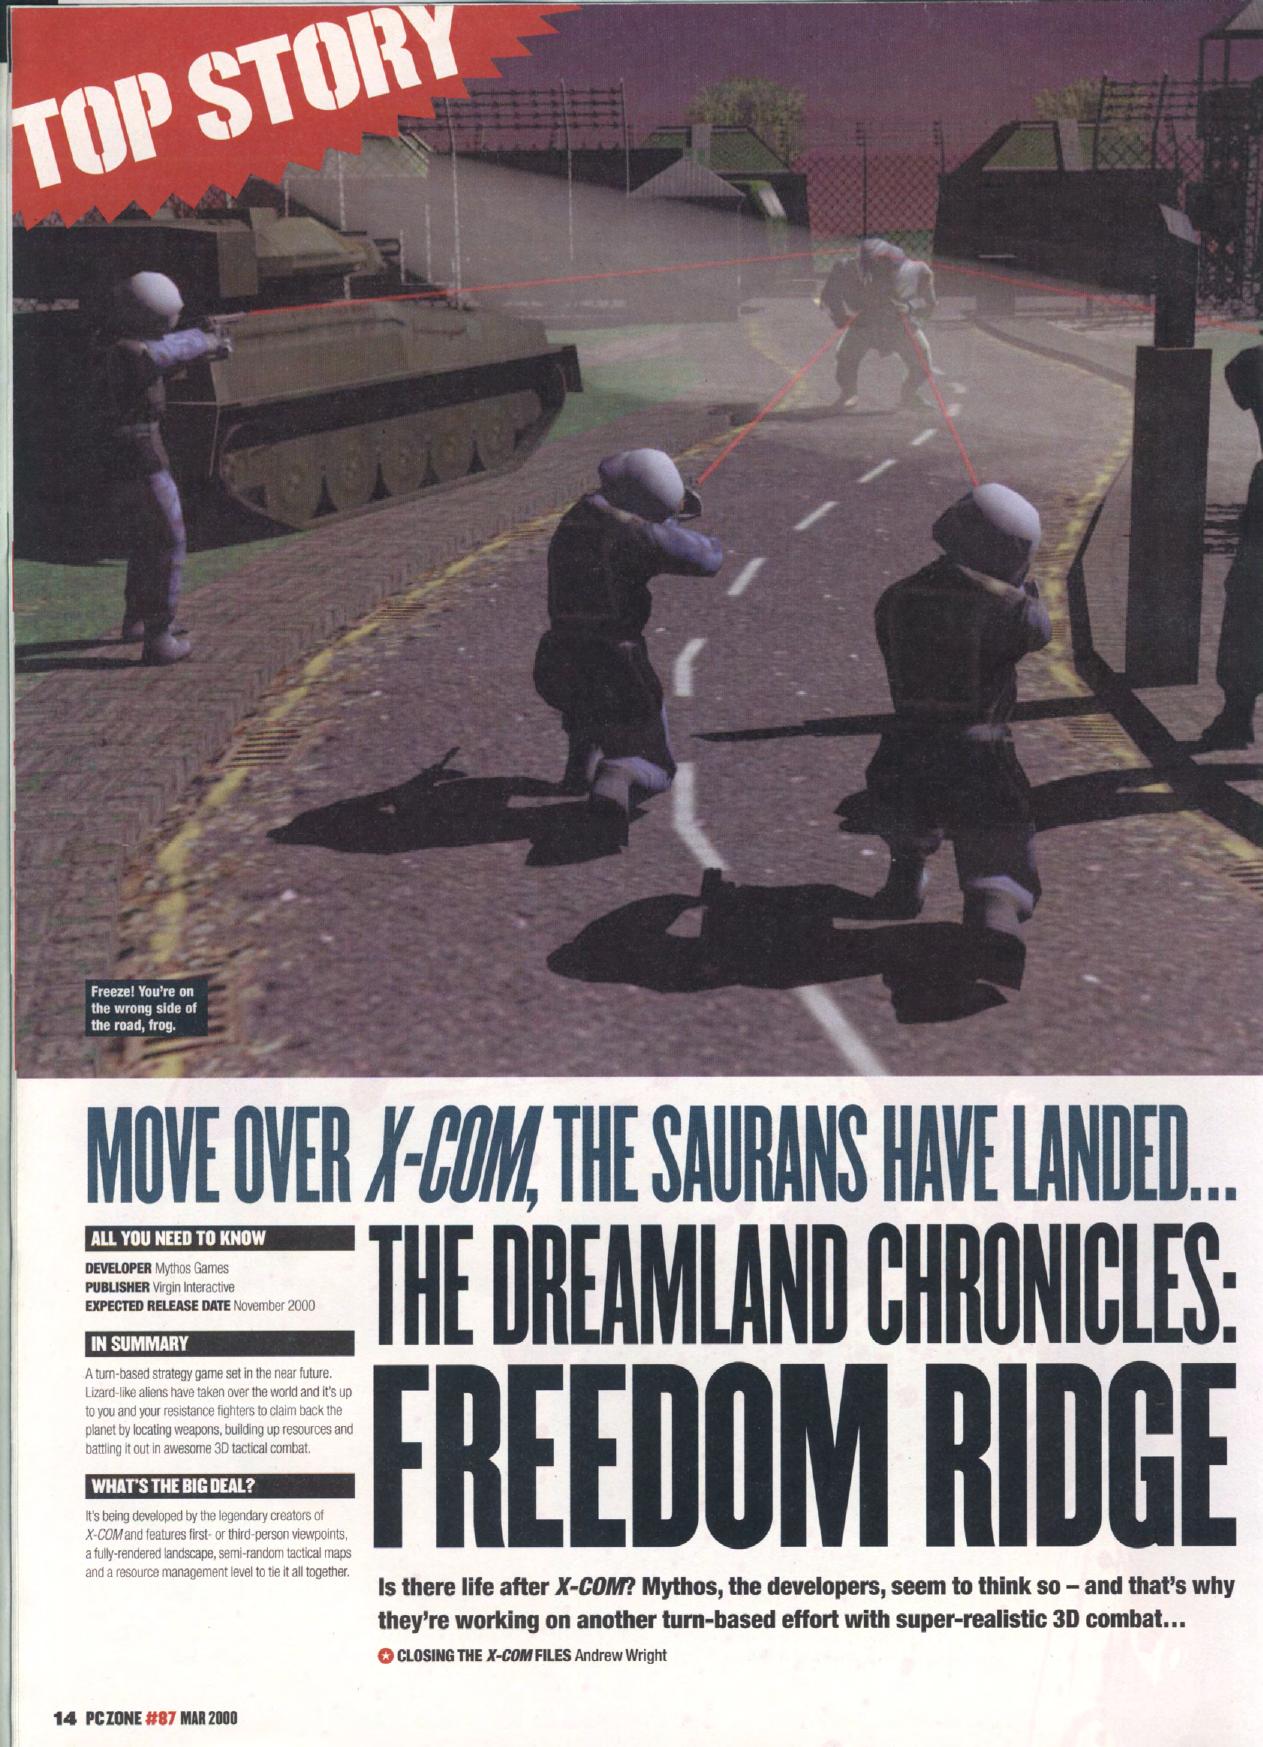 TOP STORY
Freeze! You're on
the wrong side of
the road, frog.
MOVE OVER X-COM, THE SAURANS HAVE LANDED...
ALL YOU NEED TO KNOW
DEVELOPER Mythos Games
PUBLISHER Virgin Interactive
EXPECTED RELEASE DATE November 2000
IN SUMMARY
A turn-based strategy game set in the near future.
Lizard-like aliens have taken over the world and it's up
to you and your resistance fighters to claim back the
planet by locating weapons, building up resources and
battling it out in awesome 3D tactical combat.
WHAT'S THE BIG DEAL?
It's being developed by the legendary creators of
X-COM and features first- or third-person viewpoints,
a fully-rendered landscape, semi-random tactical maps
and a resource management level to tie it all together.
THE DREAMLAND CHRONICLES:
FREEDOM RIDGE
Is there life after X-COM? Mythos, the developers, seem to think so – and that's why
they're working on another turn-based effort with super-realistic 3D combat...
CLOSING THE X-COM FILES Andrew Wright
14 PC ZONE #87 MAR 2000